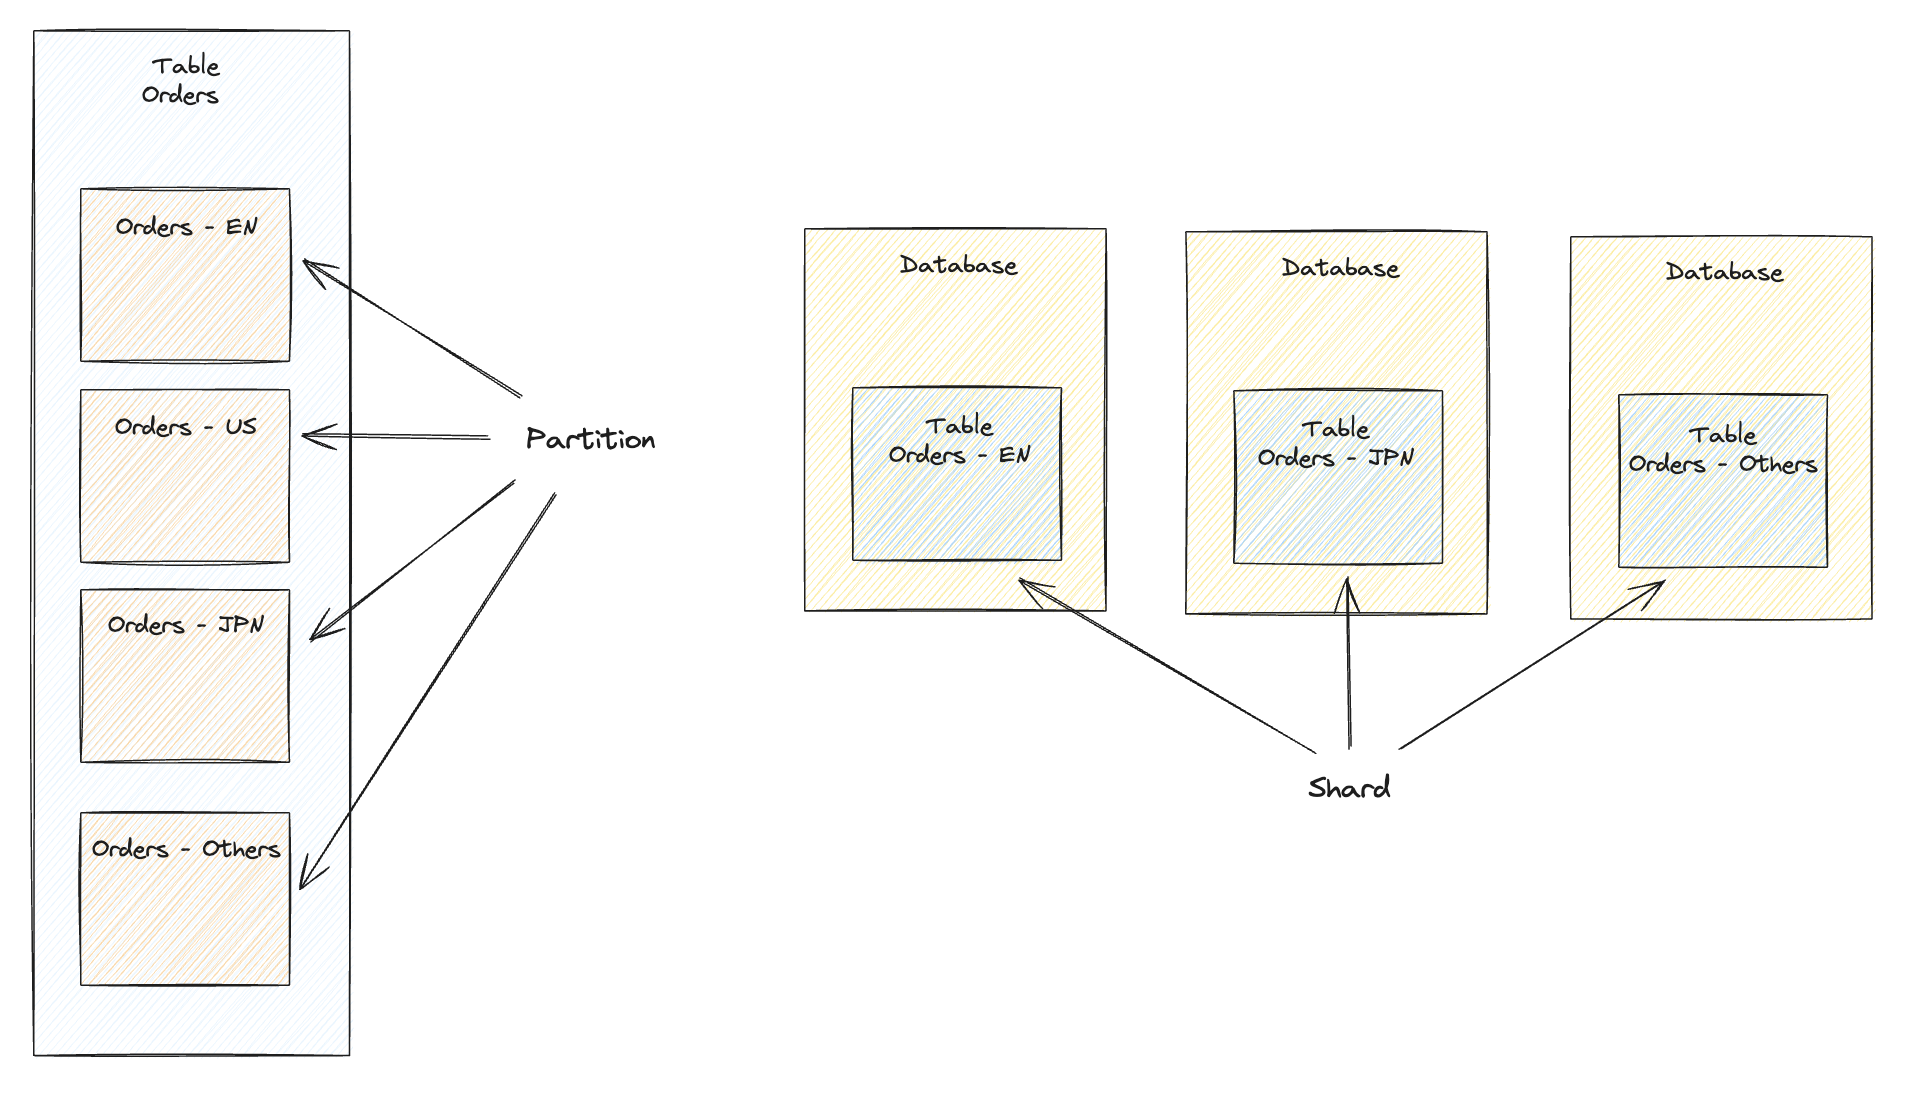 Table
Orders
Orders - EN
Orders - US
Orders - JPN
Orders - Others
Partition
Database
Table
Orders - EN
Database
Table
Orders - JPN
Database
Table
Orders - Others
Shard